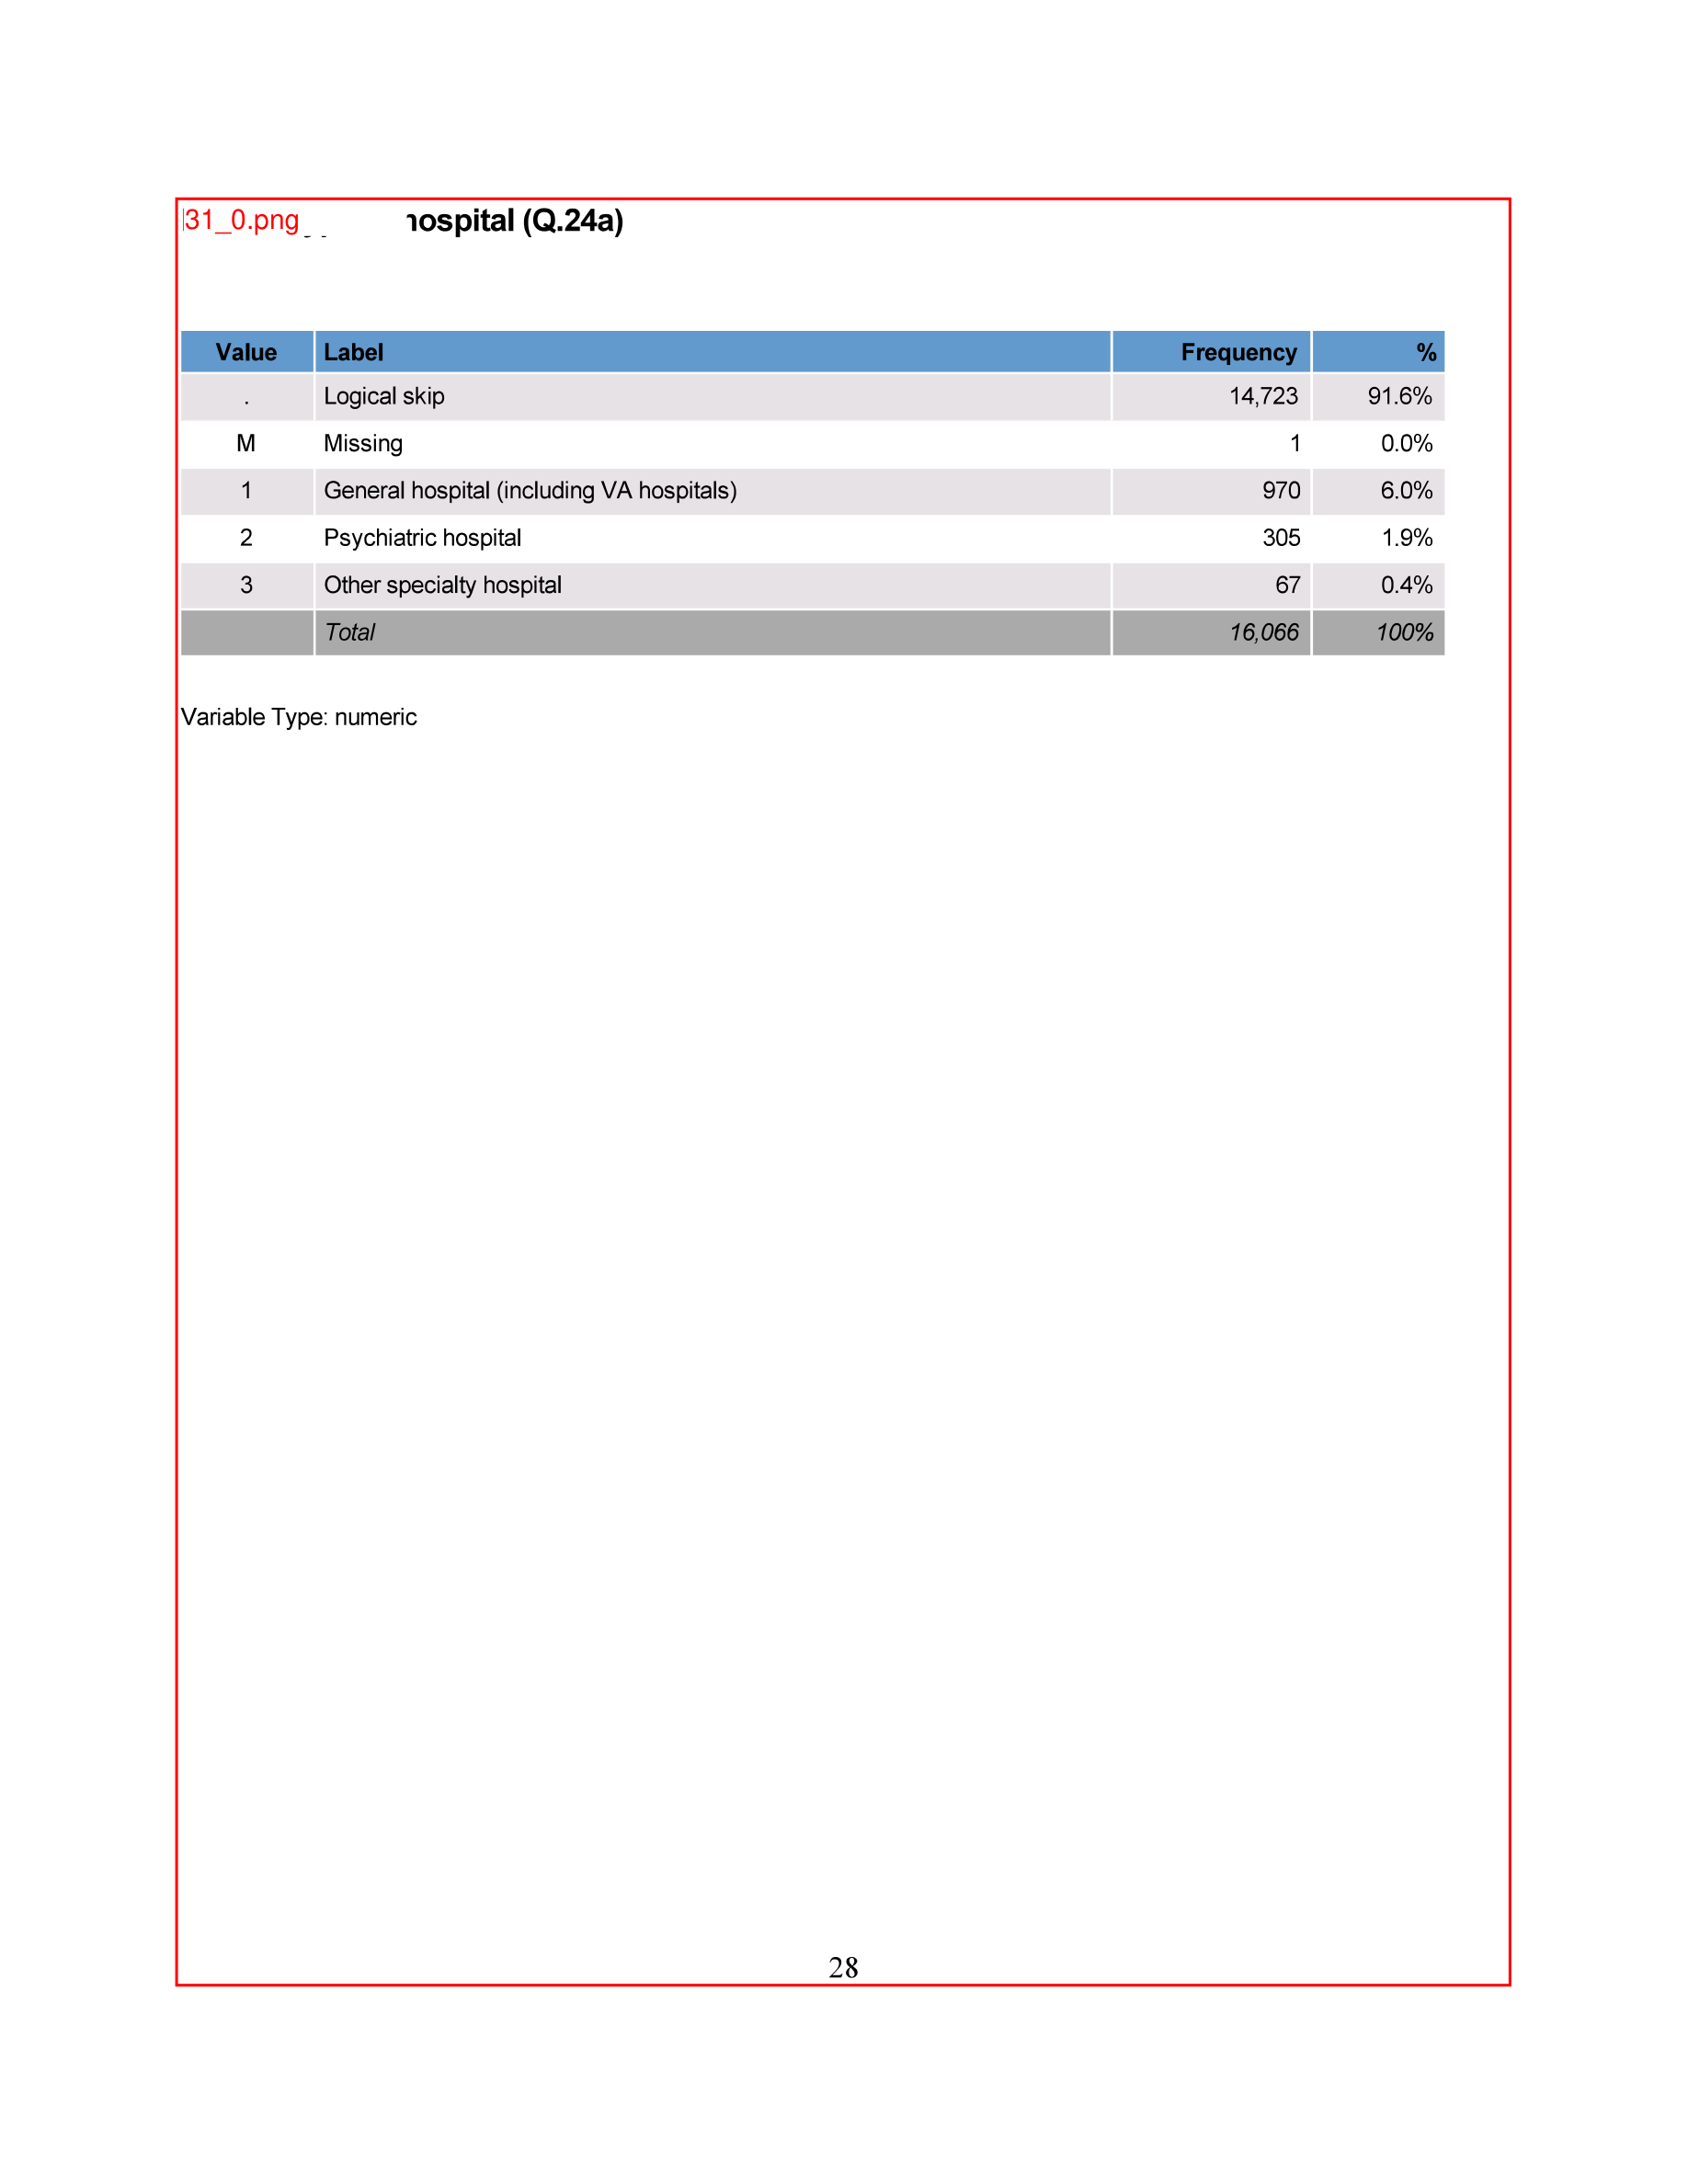 31_0.png hospital (Q.24a)
Value Label Frequency %
. Logical skip 14,723 91.6%
M Missing 1 0.0%
1 General hospital (including VA hospitals) 970 6.0%
2 Psychiatric hospital 305 1.9%
3 Other specialty hospital 67 0.4%
Total 16,066 100%
Variable Type: numeric
28